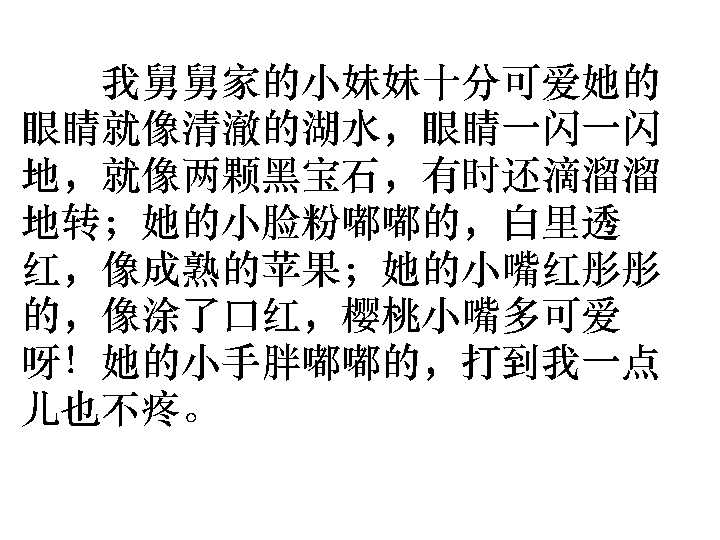 我舅舅家的小妹妹十分可爱她的
眼睛就像清澈的湖水，眼睛一闪一闪
地，就像两颗黑宝石，有时还滴溜溜
地转；她的小脸粉嘟嘟的，白里透
红，像成熟的苹果；她的小嘴红彤彤
的，像涂了口红，樱桃小嘴多可爱
呀！她的小手胖嘟嘟的，打到我一点
儿也不疼。